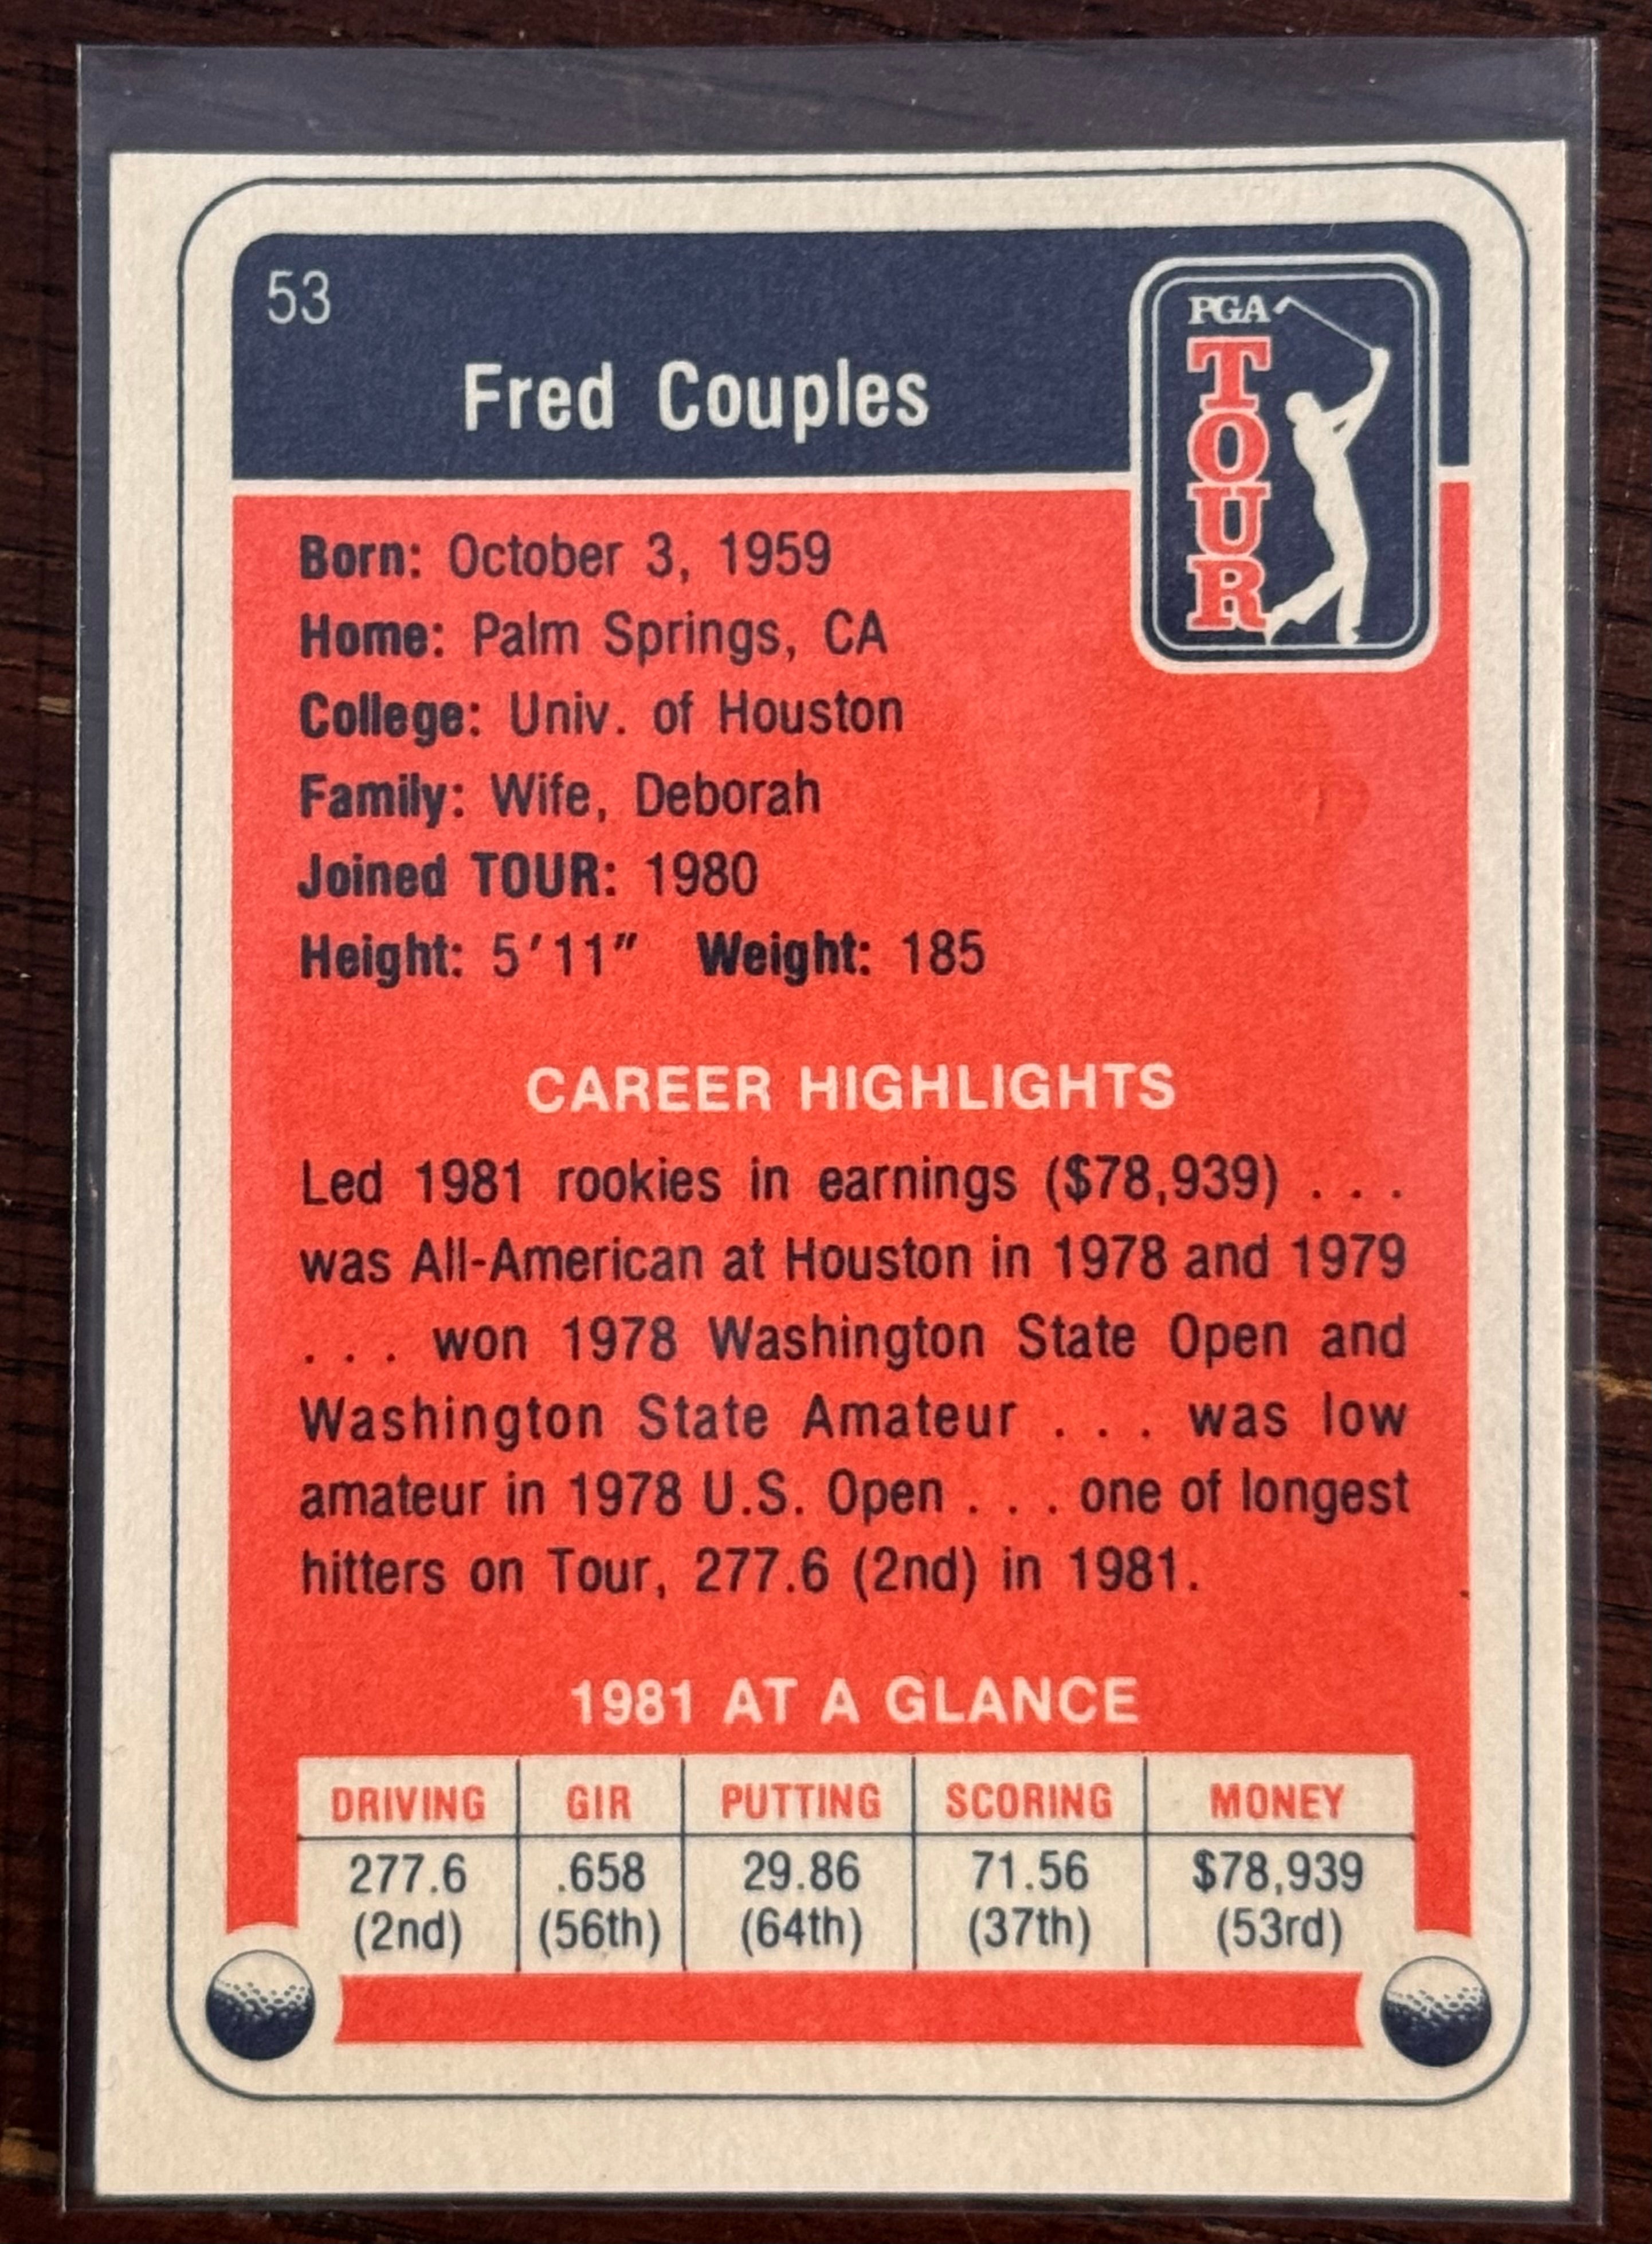 53
Fred Couples
PGA
TOUR
Born: October 3, 1959
Home: Palm Springs, CA
College: Univ. of Houston
Family: Wife, Deborah
Joined TOUR: 1980
Height: 5'11" Weight: 185
CAREER HIGHLIGHTS
Led 1981 rookies in earnings ($78,939) . . .
was All-American at Houston in 1978 and 1979
. . . won 1978 Washington State Open and
Washington State Amateur . . . was low
amateur in 1978 U.S. Open . . . one of longest
hitters on Tour, 277.6 (2nd) in 1981.
1981 AT A GLANCE
DRIVING GIR PUTTING SCORING MONEY
277.6 .658 29.86 71.56 $78,939
(2nd) (56th) (64th) (37th) (53rd)